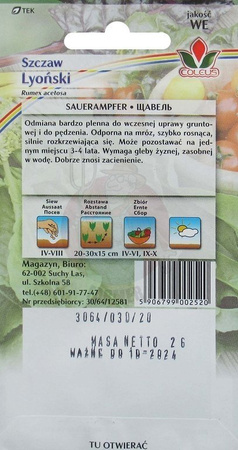 TEK
jakość
WE
Szczaw
Lyoński
Rumex acetosa
COLEUS
SAUERAMPFER • ЩАВЕЛЬ
Odmiana bardzo plenna do wczesnej uprawy grunto-
wej i do pędzenia. Odporna na mróz, szybko rosnąca,
silnie rozkrzewiająca się. Może pozostawać na jed-
nym miejscu 3-4 lata. Wymaga gleby żyznej, zasobnej
w wodę. Dobrze znosi zacienienie.
Siew Rozstawa Zbiór
Aussaat Abstand Ernte
Посев Расстояние Сбор
IV-VIII 20-30x15 cm IV-VI, IX-X
Magazyn, Biuro:
62-002 Suchy Las,
ul. Szkolna 58
tel.(+48) 601-91-77-47
Nr przedsiębiorcy: 30/64/12581
5 906799 002520
3064/03D/20
MASA NETTO 2G
WAŻNE 09 10-2024
TU OTWIERAĆ